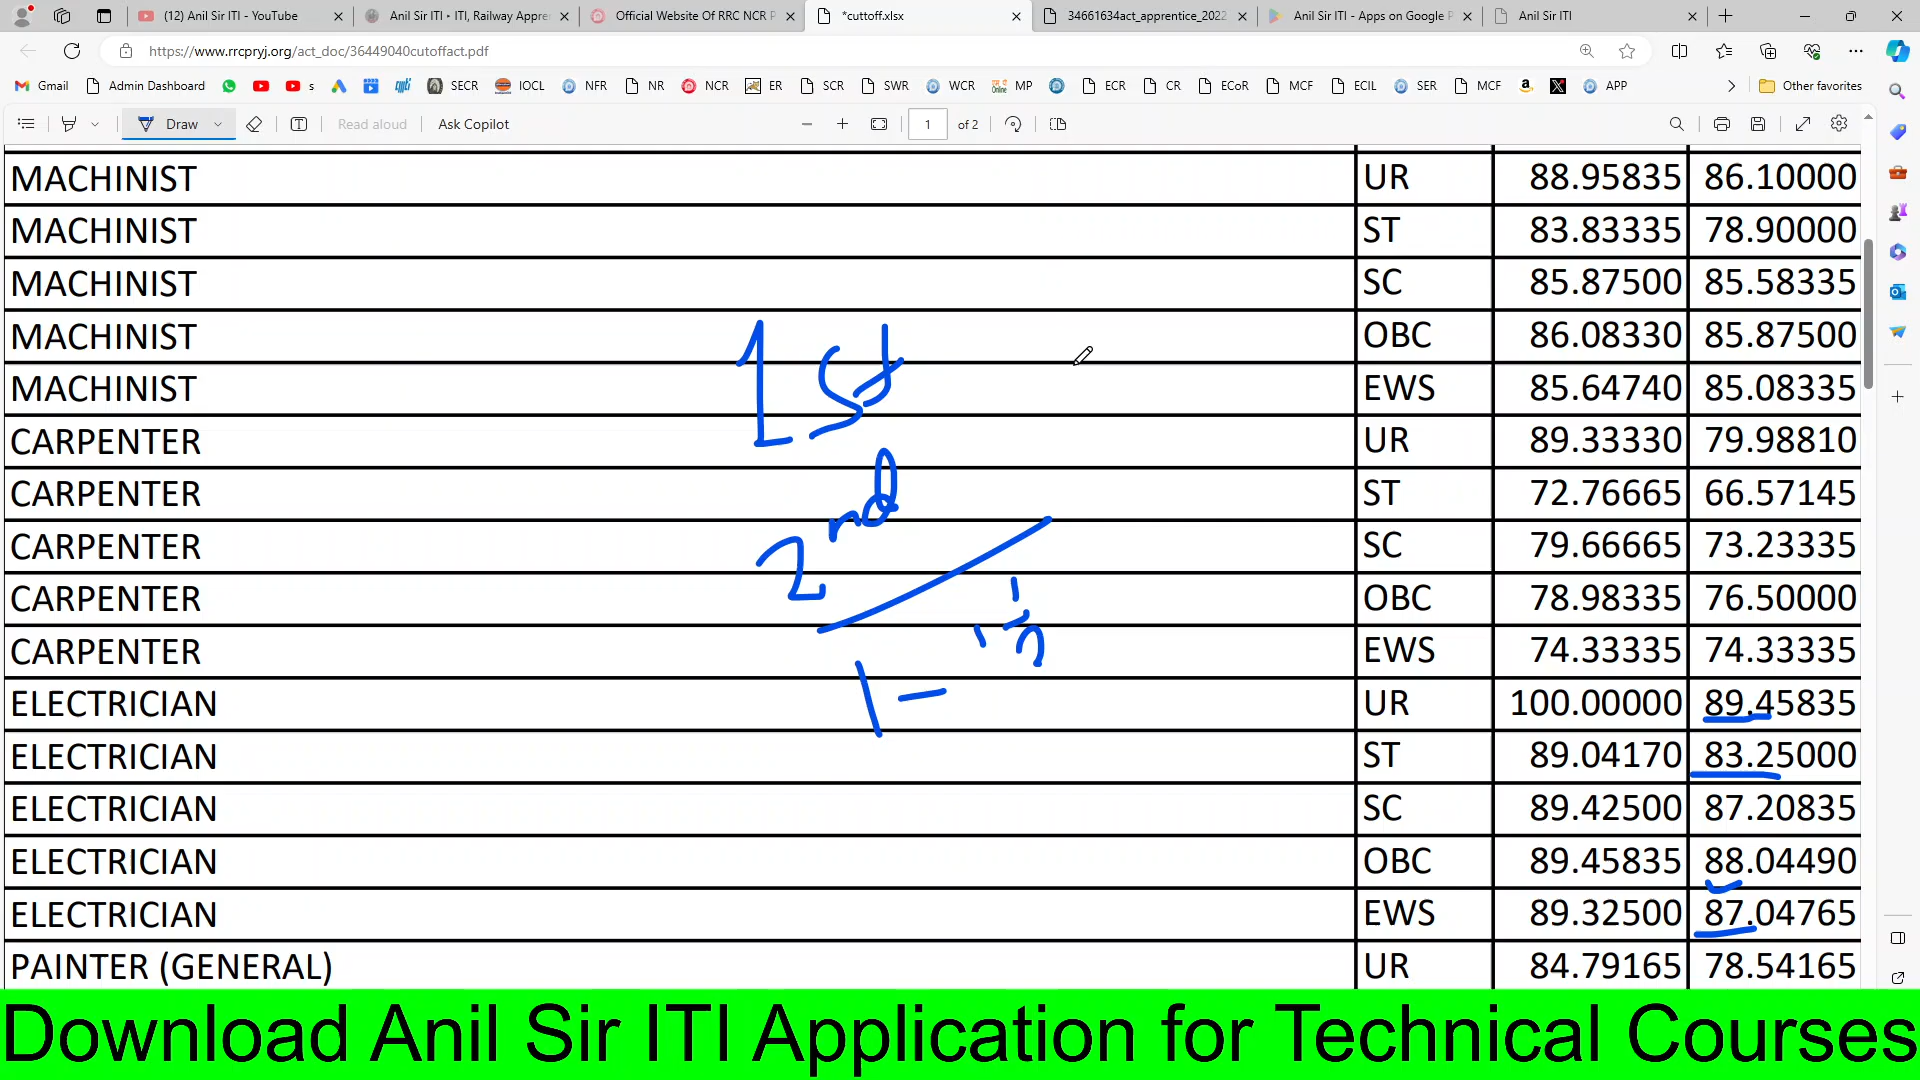 (12) Anil Sir ITI - YouTube
Anil Sir ITI • ITI, Railway Appre
Official Website Of RRC NCR P
*cuttoff.xlsx
34661634act_apprentice_2022
Anil Sir ITI - Apps on Google P
Anil Sir ITI
https://www.rrcpryj.org/act_doc/36449040cutoffact.pdf
Gmail Admin Dashboard s SECR IOCL NFR NR NCR ER SCR SWR WCR MP ECR CR ECoR MCF ECIL SER MCF APP Other favorites
Draw Read aloud Ask Copilot 1 of 2
MACHINIST UR 88.95835 86.10000
MACHINIST ST 83.83335 78.90000
MACHINIST SC 85.87500 85.58335
MACHINIST OBC 86.08330 85.87500
MACHINIST EWS 85.64740 85.08335
CARPENTER UR 89.33330 79.98810
CARPENTER ST 72.76665 66.57145
CARPENTER SC 79.66665 73.23335
CARPENTER OBC 78.98335 76.50000
CARPENTER EWS 74.33335 74.33335
ELECTRICIAN UR 100.00000 89.45835
ELECTRICIAN ST 89.04170 83.25000
ELECTRICIAN SC 89.42500 87.20835
ELECTRICIAN OBC 89.45835 88.04490
ELECTRICIAN EWS 89.32500 87.04765
PAINTER (GENERAL) UR 84.79165 78.54165
1st
2nd
1 -
Download Anil Sir ITI Application for Technical Courses